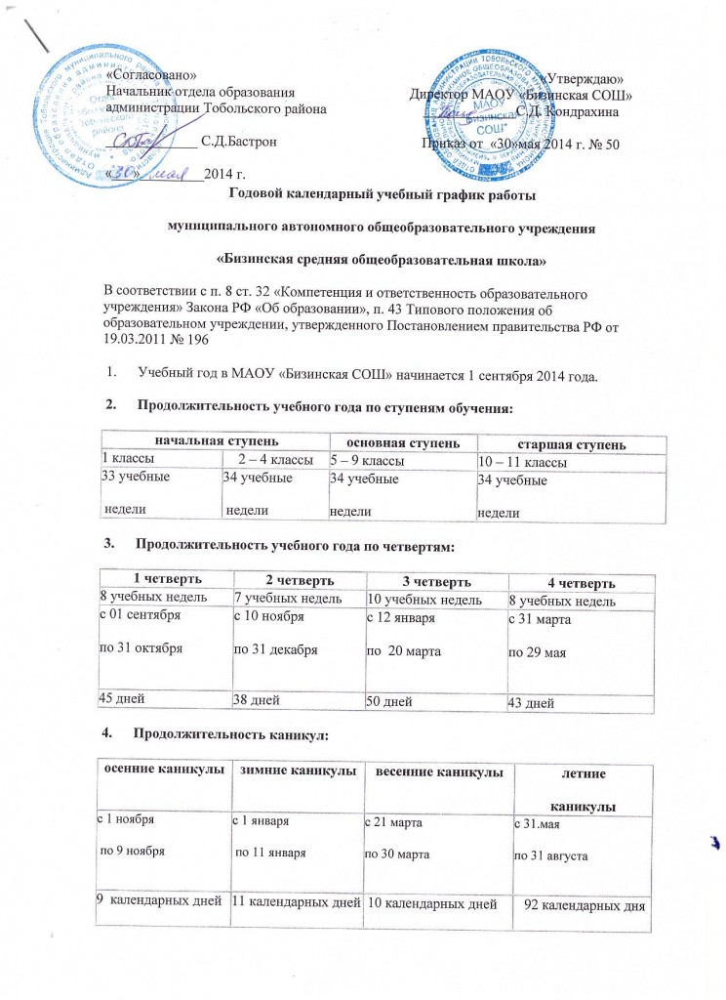 «Согласовано»
Начальник отдела образования
администрации Тобольского района
С.Д.Бастрон
«30» мая 2014 г.
«Утверждаю»
Директор МАОУ «Бизинская СОШ»
С.Д. Кондрахина
Приказ от «30»мая 2014 г. № 50
МАОУ
"Бизинская
СОШ"
Годовой календарный учебный график работы
муниципального автономного общеобразовательного учреждения
«Бизинская средняя общеобразовательная школа»
В соответствии с п. 8 ст. 32 «Компетенция и ответственность образовательного
учреждения» Закона РФ «Об образовании», п. 43 Типового положения об
образовательном учреждении, утвержденного Постановлением правительства РФ от
19.03.2011 № 196
1. Учебный год в МАОУ «Бизинская СОШ» начинается 1 сентября 2014 года.
2. Продолжительность учебного года по ступеням обучения:
начальная ступень основная ступень старшая ступень
1 классы 2 – 4 классы 5 – 9 классы 10 – 11 классы
33 учебные 34 учебные 34 учебные 34 учебные
недели недели недели недели
3. Продолжительность учебного года по четвертям:
1 четверть 2 четверть 3 четверть 4 четверть
8 учебных недель 7 учебных недель 10 учебных недель 8 учебных недель
с 01 сентября с 10 ноября с 12 января с 31 марта
по 31 октября по 31 декабря по 20 марта по 29 мая
45 дней 38 дней 50 дней 43 дней
4. Продолжительность каникул:
осенние каникулы зимние каникулы весенние каникулы летние
каникулы
с 1 ноября с 1 января с 21 марта с 31.мая
по 9 ноября по 11 января по 30 марта по 31 августа
9 календарных дней 11 календарных дней 10 календарных дней 92 календарных дня